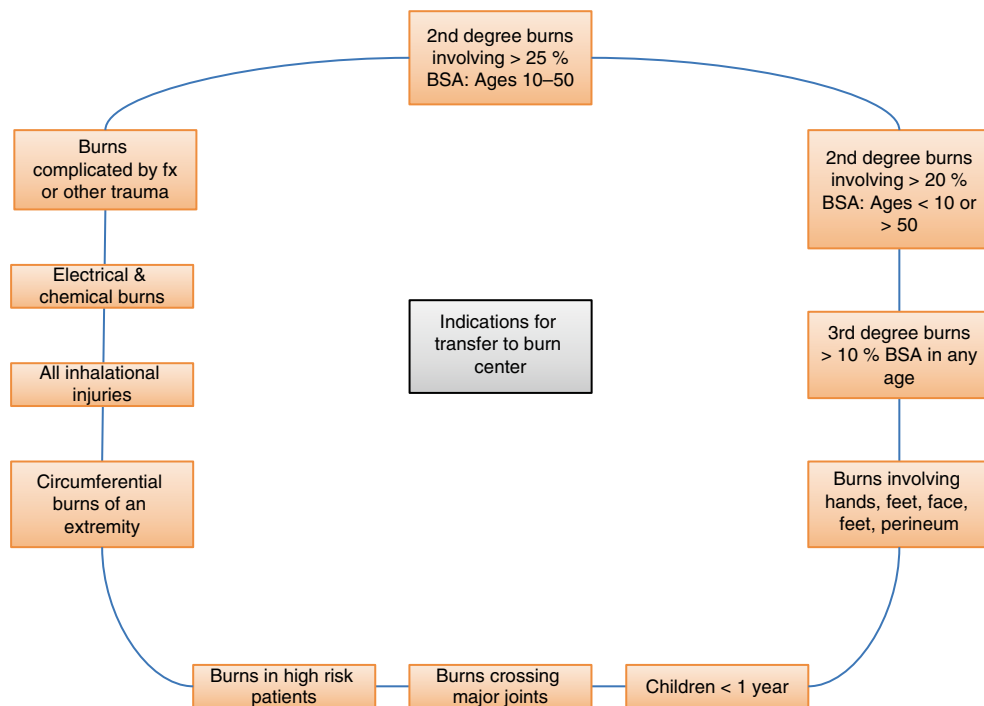 2nd degree burns
involving > 25 %
BSA: Ages 10–50
2nd degree burns
involving > 20 %
BSA: Ages < 10 or
> 50
3rd degree burns
> 10 % BSA in any
age
Burns involving
hands, feet, face,
feet, perineum
Children < 1 year
Burns crossing
major joints
Burns in high risk
patients
Circumferential
burns of an
extremity
All inhalational
injuries
Electrical &
chemical burns
Burns
complicated by fx
or other trauma
Indications for
transfer to burn
center